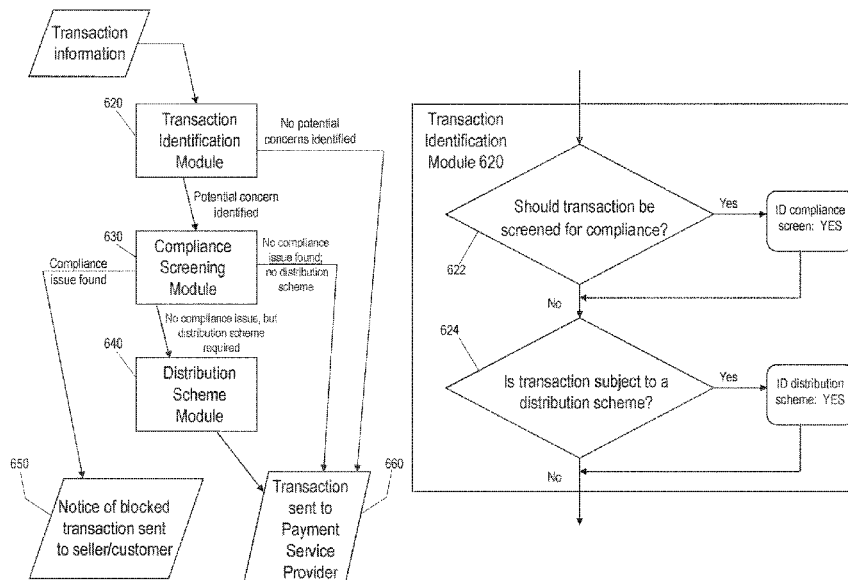 Transaction
information
620
Transaction
Identification
Module
No potential
concerns identified
Potential concern
identified
630
Compliance
Screening
Module
Compliance
issue found
No compliance
issue found;
no distribution
scheme
No compliance issue, but
distribution scheme
required
640
Distribution
Scheme
Module
650
Notice of blocked
transaction sent
to seller/customer
660
Transaction
sent to
Payment
Service
Provider
Transaction
Identification
Module 620
Should transaction be
screened for compliance?
622
Yes
ID compliance
screen: YES
No
624
Is transaction subject to a
distribution scheme?
Yes
ID distribution
scheme: YES
No